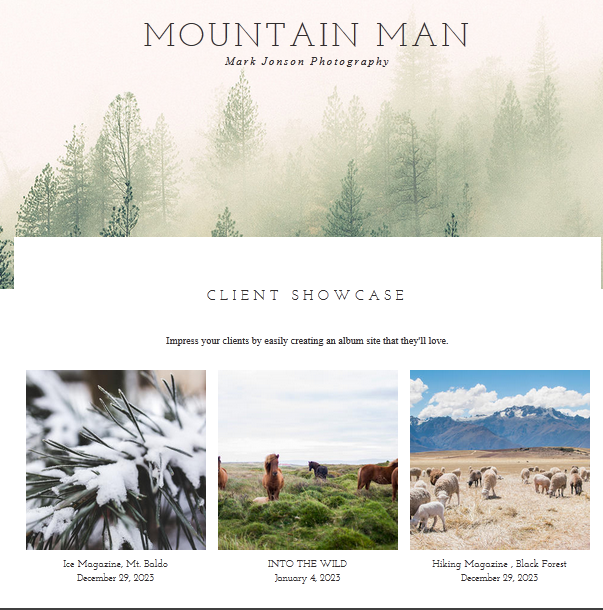 MOUNTAIN MAN
Mark Jonson Photography
CLIENT SHOWCASE
Impress your clients by easily creating an album site that they'll love.
Ice Magazine, Mt. Baldo
December 29, 2023
INTO THE WILD
January 4, 2023
Hiking Magazine , Black Forest
December 29, 2023